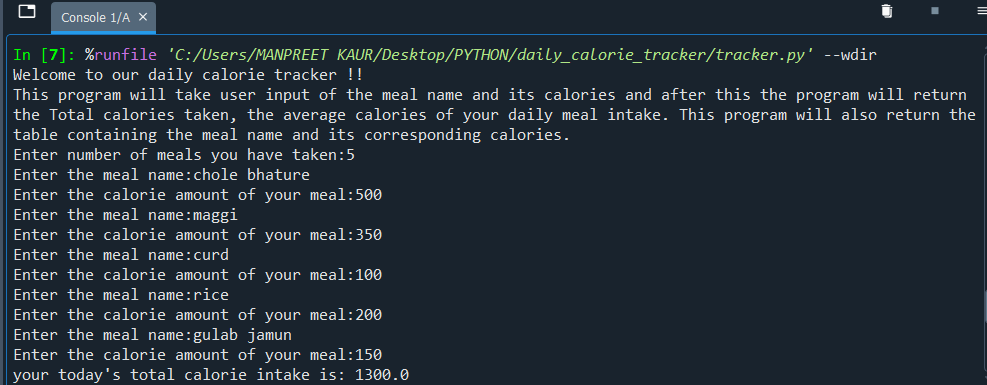 Console 1/A
In [7]: %runfile 'C:/Users/MANPREET KAUR/Desktop/PYTHON/daily_calorie_tracker/tracker.py' --wdir
Welcome to our daily calorie tracker !!
This program will take user input of the meal name and its calories and after this the program will return
the Total calories taken, the average calories of your daily meal intake. This program will also return the
table containing the meal name and its corresponding calories.
Enter number of meals you have taken:5
Enter the meal name:chole bhature
Enter the calorie amount of your meal:500
Enter the meal name:maggi
Enter the calorie amount of your meal:350
Enter the meal name:curd
Enter the calorie amount of your meal:100
Enter the meal name:rice
Enter the calorie amount of your meal:200
Enter the meal name:gulab jamun
Enter the calorie amount of your meal:150
your today's total calorie intake is: 1300.0